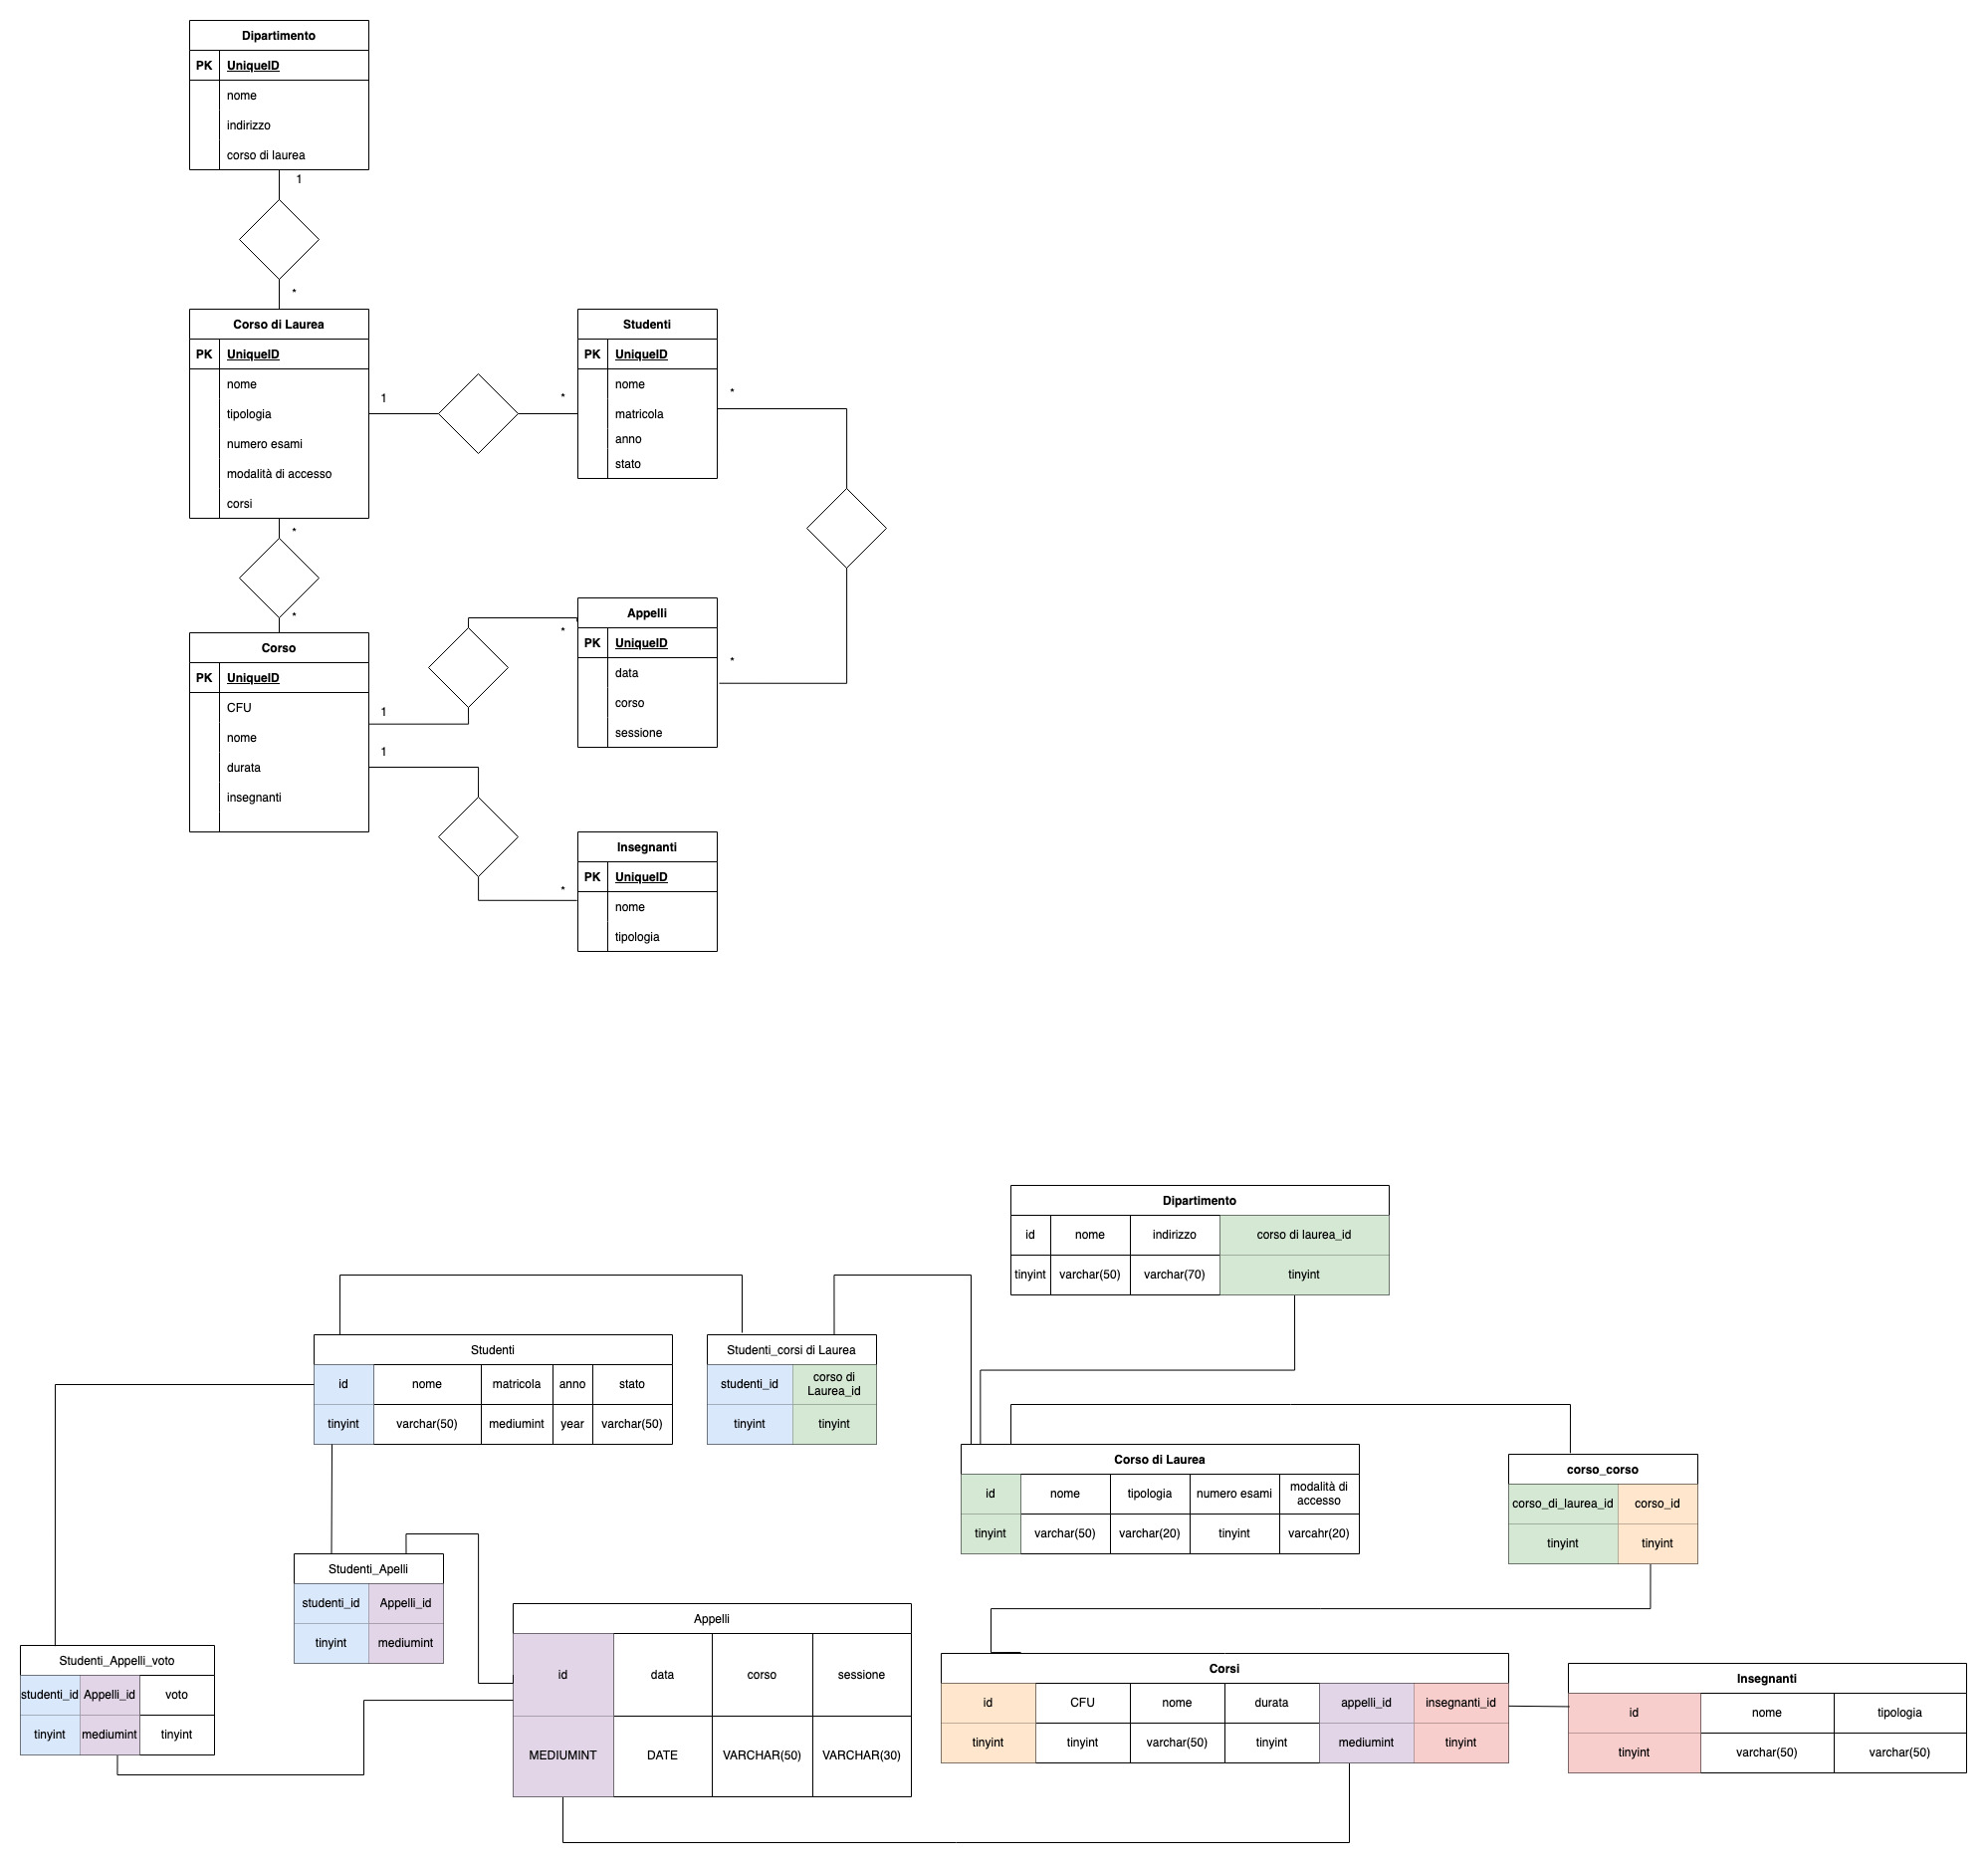 Dipartimento
PK UniqueID
nome
indirizzo
corso di laurea
1
*
Corso di Laurea
PK UniqueID
nome
tipologia
numero esami
modalità di accesso
corsi
1
*
Studenti
PK UniqueID
nome
matricola
anno
stato
*
*
*
Corso
PK UniqueID
CFU
nome
durata
insegnanti
1
*
Appelli
PK UniqueID
data
corso
sessione
*
1
*
Insegnanti
PK UniqueID
nome
tipologia
Dipartimento
id nome indirizzo corso di laurea_id
tinyint varchar(50) varchar(70) tinyint
Studenti
id nome matricola anno stato
tinyint varchar(50) mediumint year varchar(50)
Studenti_corsi di Laurea
studenti_id corso di
Laurea_id
tinyint tinyint
Corso di Laurea
id nome tipologia numero esami modalità di
accesso
tinyint varchar(50) varchar(20) tinyint varcahr(20)
corso_corso
corso_di_laurea_id corso_id
tinyint tinyint
Studenti_Apelli
studenti_id Appelli_id
tinyint mediumint
Studenti_Appelli_voto
studenti_id Appelli_id voto
tinyint mediumint tinyint
Appelli
id data corso sessione
MEDIUMINT DATE VARCHAR(50) VARCHAR(30)
Corsi
id CFU nome durata appelli_id insegnanti_id
tinyint tinyint varchar(50) tinyint mediumint tinyint
Insegnanti
id nome tipologia
tinyint varchar(50) varchar(50)